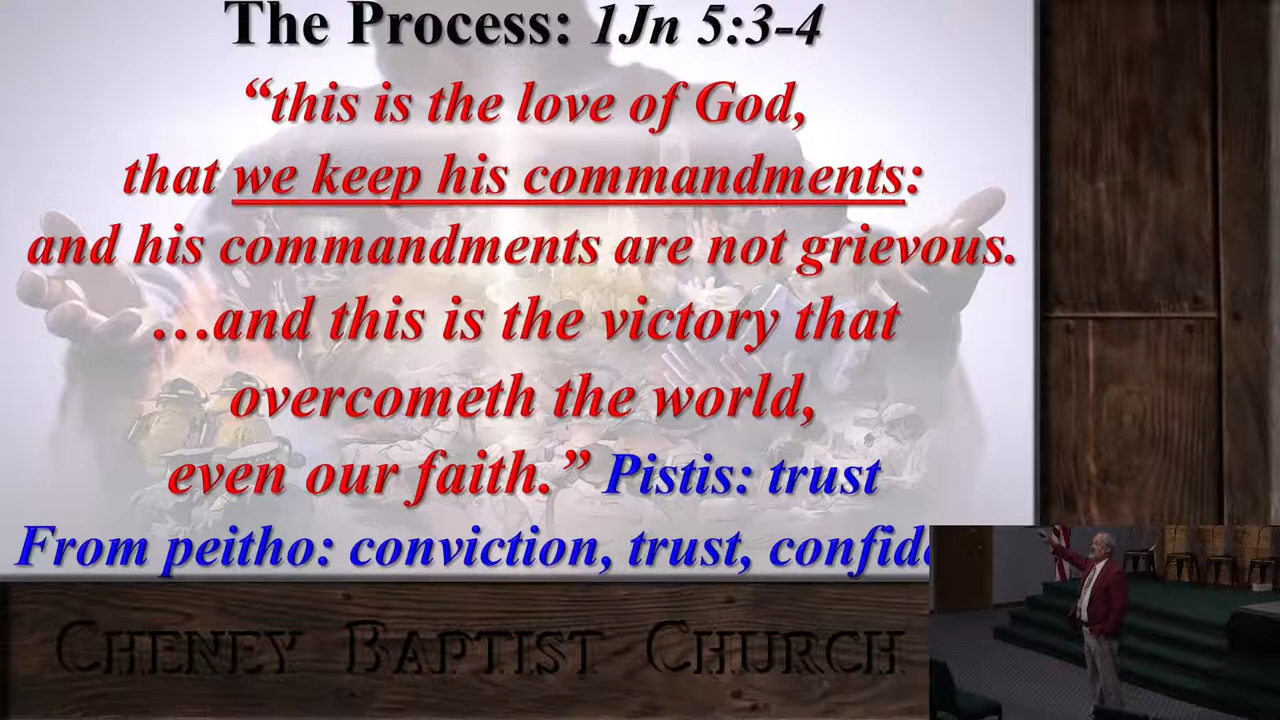 The Process: 1Jn 5:3-4
“this is the love of God,
that we keep his commandments:
and his commandments are not grievous.
…and this is the victory that
overcometh the world,
even our faith.” Pistis: trust
From peitho: conviction, trust,
CHENEY BAPTIST CHURCH